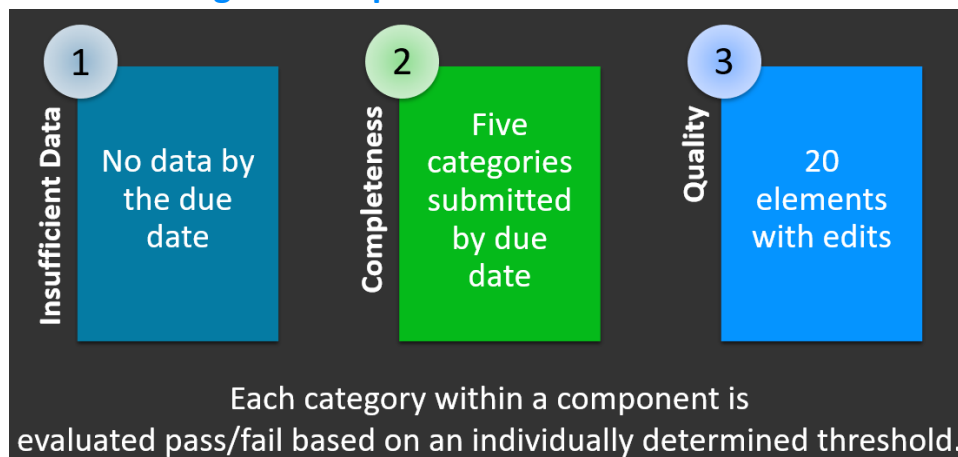 1
Insufficient Data
No data by
the due
date
2
Completeness
Five
categories
submitted
by due
date
3
Quality
20
elements
with edits
Each category within a component is
evaluated pass/fail based on an individually determined threshold.